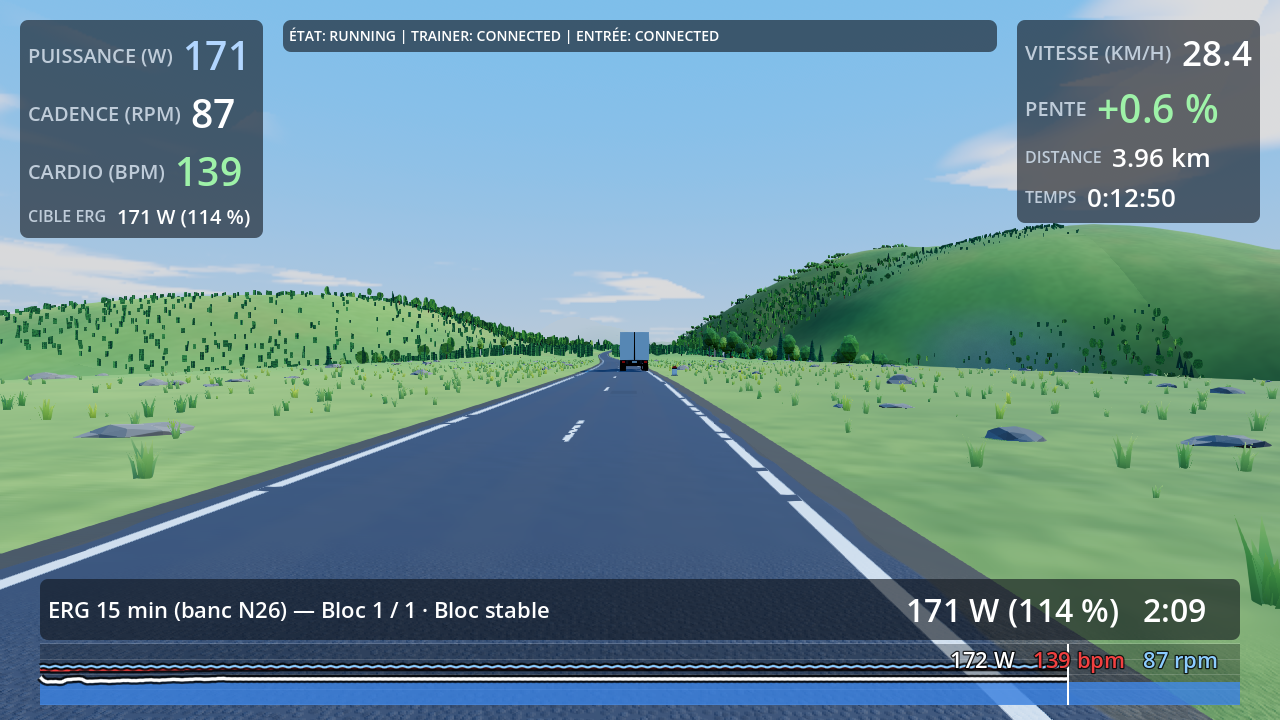 PUISSANCE (W) 171
CADENCE (RPM) 87
CARDIO (BPM) 139
CIBLE ERG 171 W (114 %)
ÉTAT: RUNNING | TRAINER: CONNECTED | ENTRÉE: CONNECTED
VITESSE (KM/H) 28.4
PENTE +0.6 %
DISTANCE 3.96 km
TEMPS 0:12:50
ERG 15 min (banc N26) — Bloc 1 / 1 · Bloc stable 171 W (114 %) 2:09
172 W 139 bpm 87 rpm